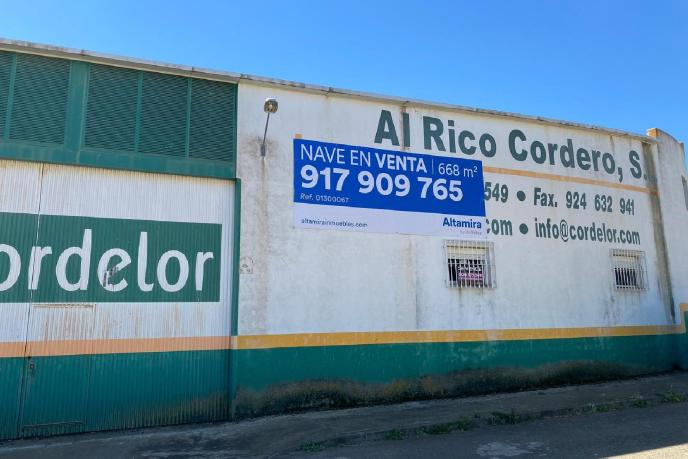 Al Rico Cordero, S.
NAVE EN VENTA | 668 m²
917 909 765
Ref. 01300067
altamirainmuebles.com
Altamira
549 • Fax. 924 632 941
com • info@cordelor.com
ordelor